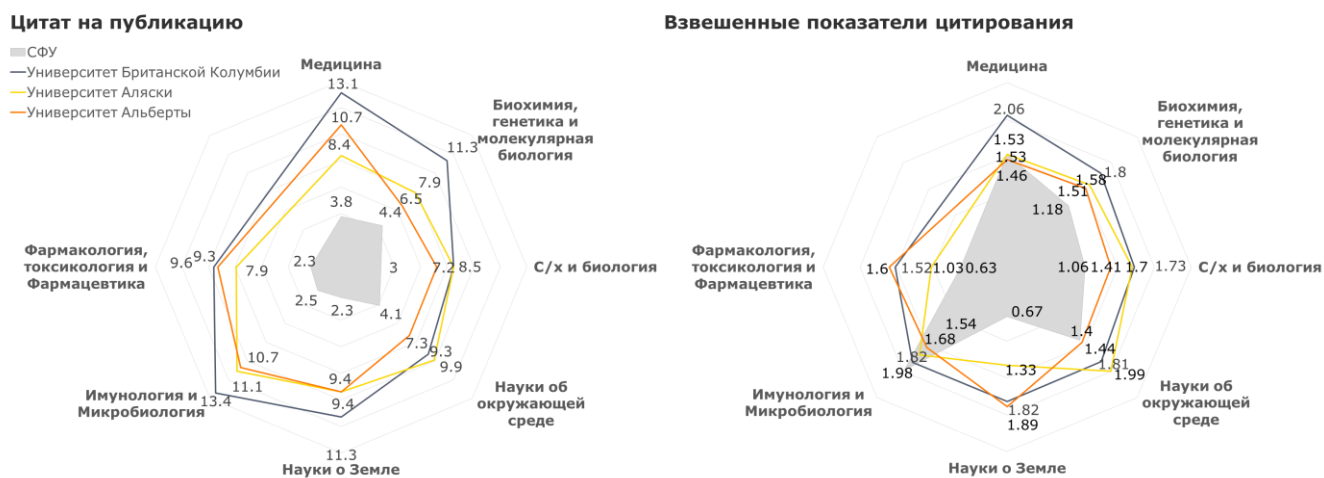 Цитат на публикацию
СФУ
Университет Британской Колумбии
Университет Аляски
Университет Альберты
Медицина
13.1
10.7
8.4
3.8
Биохимия,
генетика и
молекулярная
биология
11.3
7.9
6.5
4.4
С/х и биология
8.5
7.2
3
Науки об
окружающей
среде
9.9
9.3
7.3
4.1
Науки о Земле
11.3
9.4
9.4
2.3
Имунология и
Микробиология
13.4
11.1
10.7
2.5
Фармакология,
токсикология и
Фармацевтика
9.6
9.3
7.9
2.3
Взвешенные показатели цитирования
Медицина
2.06
1.53
1.53
1.46
Биохимия,
генетика и
молекулярная
биология
1.8
1.58
1.51
1.18
С/х и биология
1.73
1.7
1.41
1.06
Науки об
окружающей
среде
1.99
1.81
1.44
1.4
Науки о Земле
1.89
1.82
1.33
0.67
Имунология и
Микробиология
1.98
1.82
1.68
1.54
Фармакология,
токсикология и
Фармацевтика
1.6
1.52
1.03
0.63